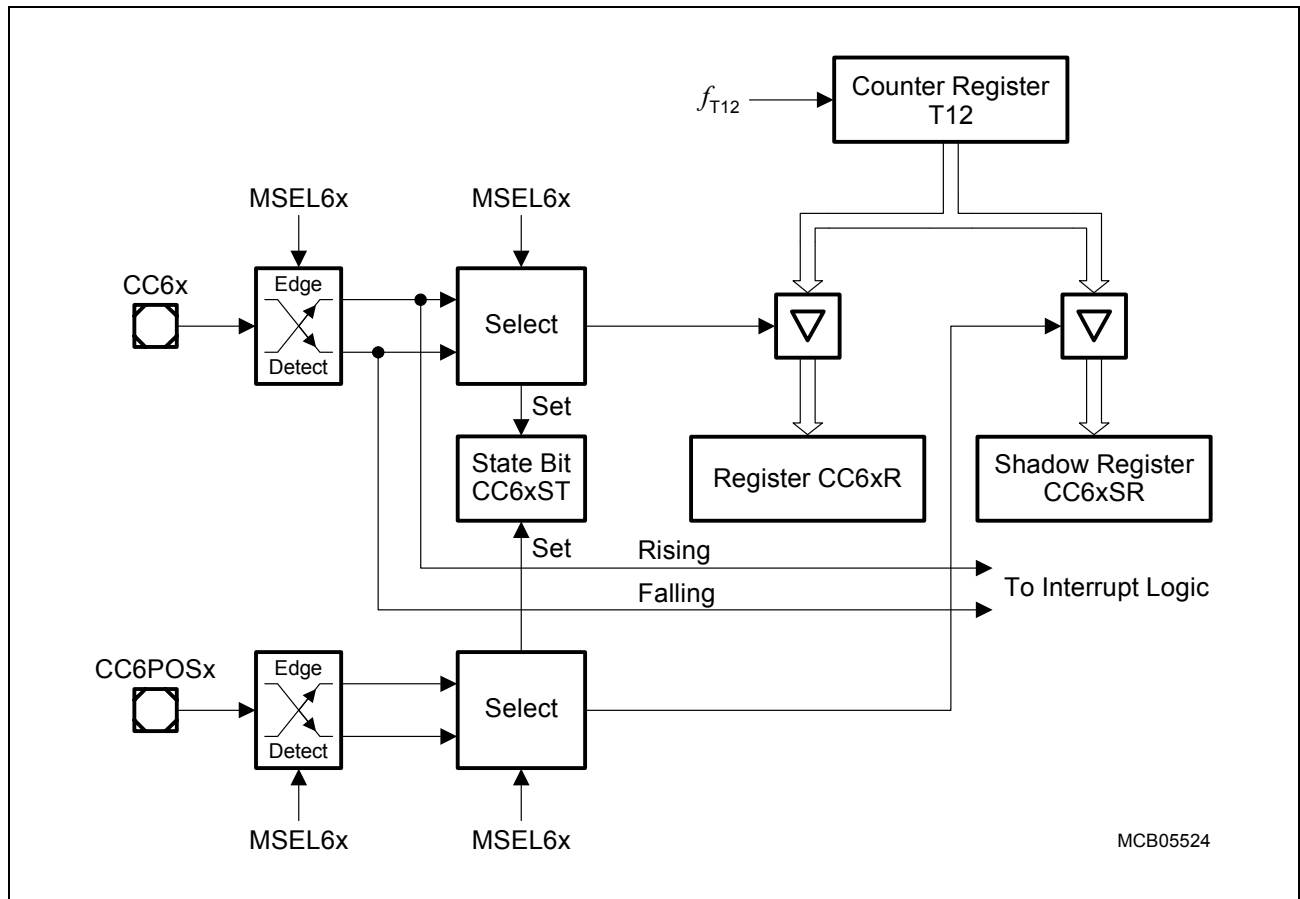 Counter Register
T12
fT12
MSEL6x
MSEL6x
CC6x
Edge
Detect
Select
Set
State Bit
CC6xST
Register CC6xR
Shadow Register
CC6xSR
Set
Rising
Falling
To Interrupt Logic
CC6POSx
Edge
Detect
Select
MSEL6x
MSEL6x
MCB05524